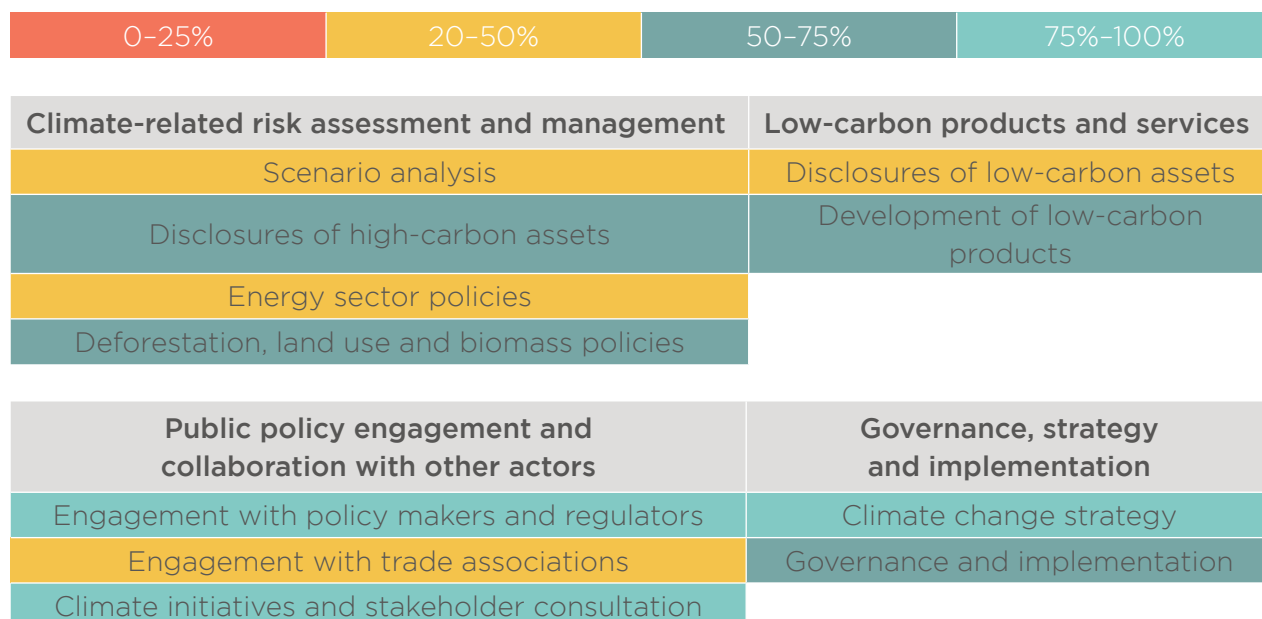 0–25% 20–50% 50–75% 75%–100%
Climate-related risk assessment and management Low-carbon products and services
Scenario analysis Disclosures of low-carbon assets
Disclosures of high-carbon assets Development of low-carbon
products
Energy sector policies
Deforestation, land use and biomass policies
Public policy engagement and Governance, strategy
collaboration with other actors and implementation
Engagement with policy makers and regulators Climate change strategy
Engagement with trade associations Governance and implementation
Climate initiatives and stakeholder consultation